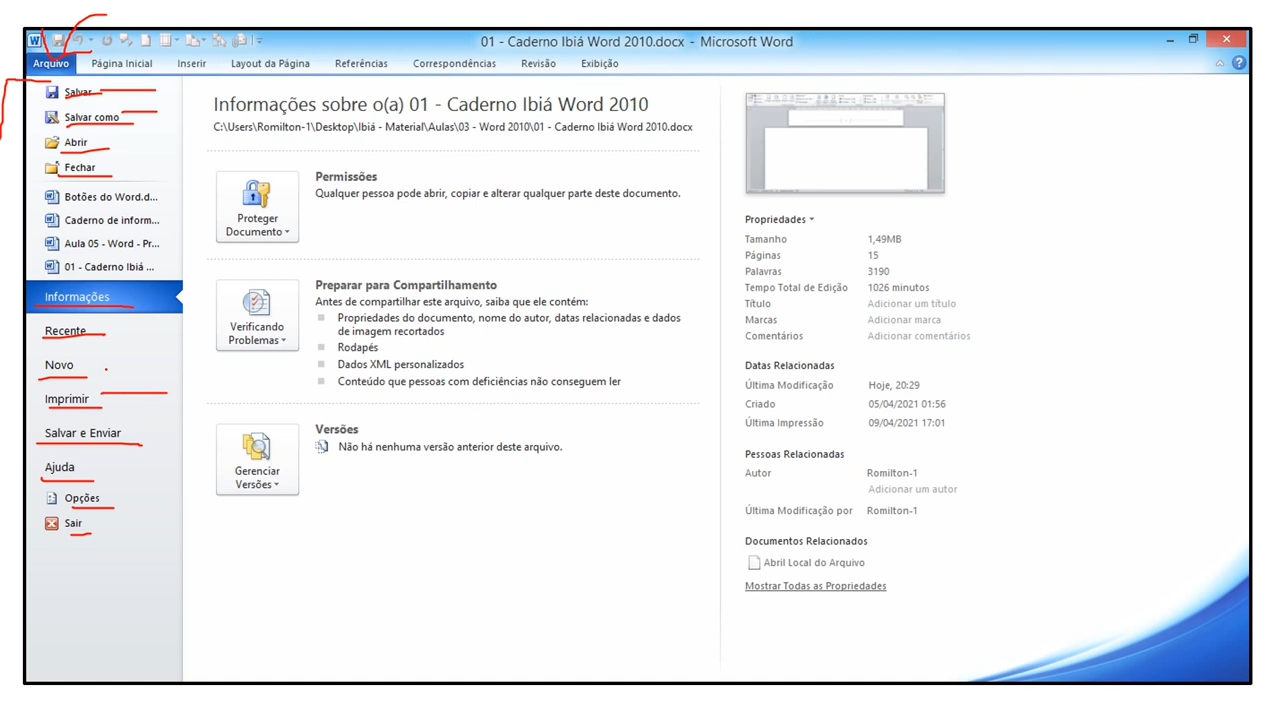 01 - Caderno Ibiá Word 2010.docx - Microsoft Word
Arquivo Página Inicial Inserir Layout da Página Referências Correspondências Revisão Exibição
Salvar
Salvar como
Abrir
Fechar
Botões do Word.d...
Caderno de inform...
Aula 05 - Word - Pr...
01 - Caderno Ibiá ...
Informações
Recente
Novo
Imprimir
Salvar e Enviar
Ajuda
Opções
Sair
Informações sobre o(a) 01 - Caderno Ibiá Word 2010
C:\Users\Romilton-1\Desktop\Ibiá - Material\Aulas\03 - Word 2010\01 - Caderno Ibiá Word 2010.docx
Proteger
Documento
Permissões
Qualquer pessoa pode abrir, copiar e alterar qualquer parte deste documento.
Verificando
Problemas
Preparar para Compartilhamento
Antes de compartilhar este arquivo, saiba que ele contém:
Propriedades do documento, nome do autor, datas relacionadas e dados
de imagem recortados
Rodapés
Dados XML personalizados
Conteúdo que pessoas com deficiências não conseguem ler
Gerenciar
Versões
Versões
Não há nenhuma versão anterior deste arquivo.
Propriedades
Tamanho 1,49MB
Páginas 15
Palavras 3190
Tempo Total de Edição 1026 minutos
Título Adicionar um título
Marcas Adicionar marca
Comentários Adicionar comentários
Datas Relacionadas
Última Modificação Hoje, 20:29
Criado 05/04/2021 01:56
Última Impressão 09/04/2021 17:01
Pessoas Relacionadas
Autor Romilton-1
Adicionar um autor
Última Modificação por Romilton-1
Documentos Relacionados
Abril Local do Arquivo
Mostrar Todas as Propriedades